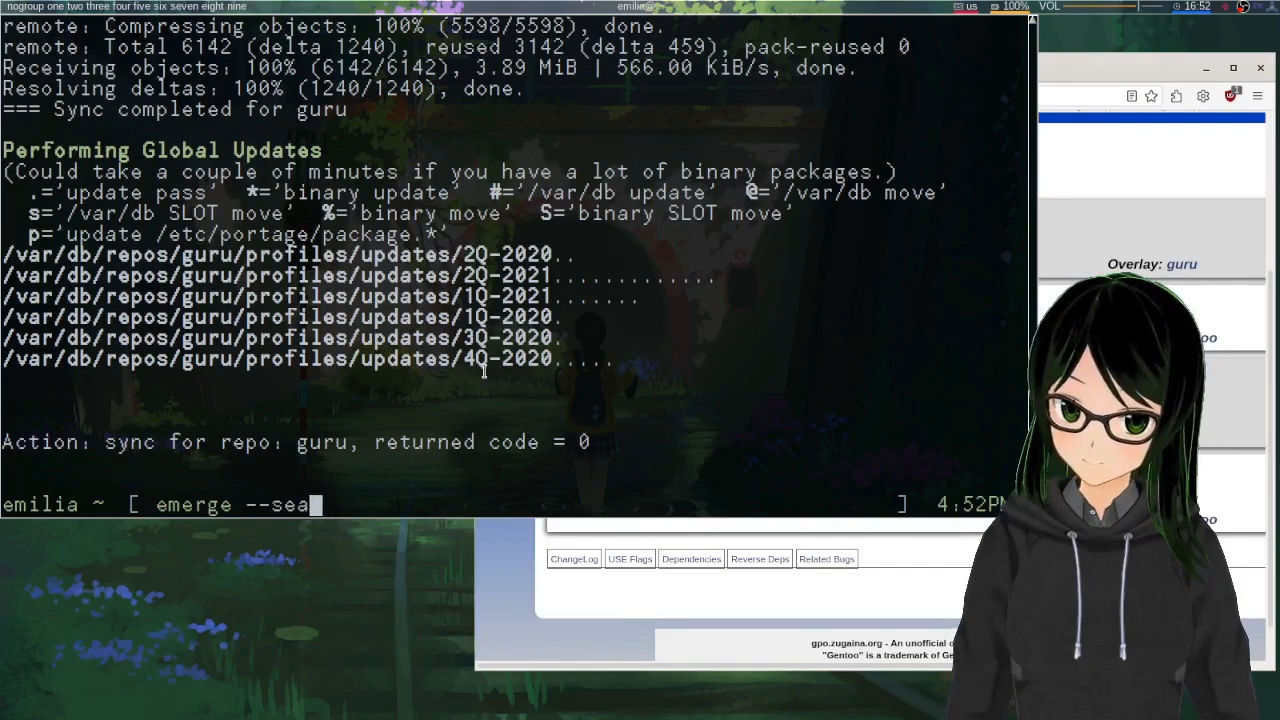 nogroup one two three four five six seven eight nine
emilia@
us 100% VOL 16:52 EN
remote: Compressing objects: 100% (5598/5598), done.
remote: Total 6142 (delta 1240), reused 3142 (delta 459), pack-reused 0
Receiving objects: 100% (6142/6142), 3.89 MiB | 566.00 KiB/s, done.
Resolving deltas: 100% (1240/1240), done.
=== Sync completed for guru
Performing Global Updates
(Could take a couple of minutes if you have a lot of binary packages.)
.='update pass' *='binary update' #='/var/db update' @='/var/db move'
s='/var/db SLOT move' %='binary move' S='binary SLOT move'
p='update /etc/portage/package.*'
/var/db/repos/guru/profiles/updates/2Q-2020..
/var/db/repos/guru/profiles/updates/2Q-2021.............
/var/db/repos/guru/profiles/updates/1Q-2021.......
/var/db/repos/guru/profiles/updates/1Q-2020.
/var/db/repos/guru/profiles/updates/3Q-2020.
/var/db/repos/guru/profiles/updates/4Q-2020.....
Action: sync for repo: guru, returned code = 0
emilia ~ [ emerge --sea ] 4:52P
Overlay: guru
oo
oo
ChangeLog USE Flags Dependencies Reverse Deps Related Bugs
gpo.zugaina.org - An unofficial
"Gentoo" is a trademark of Ge